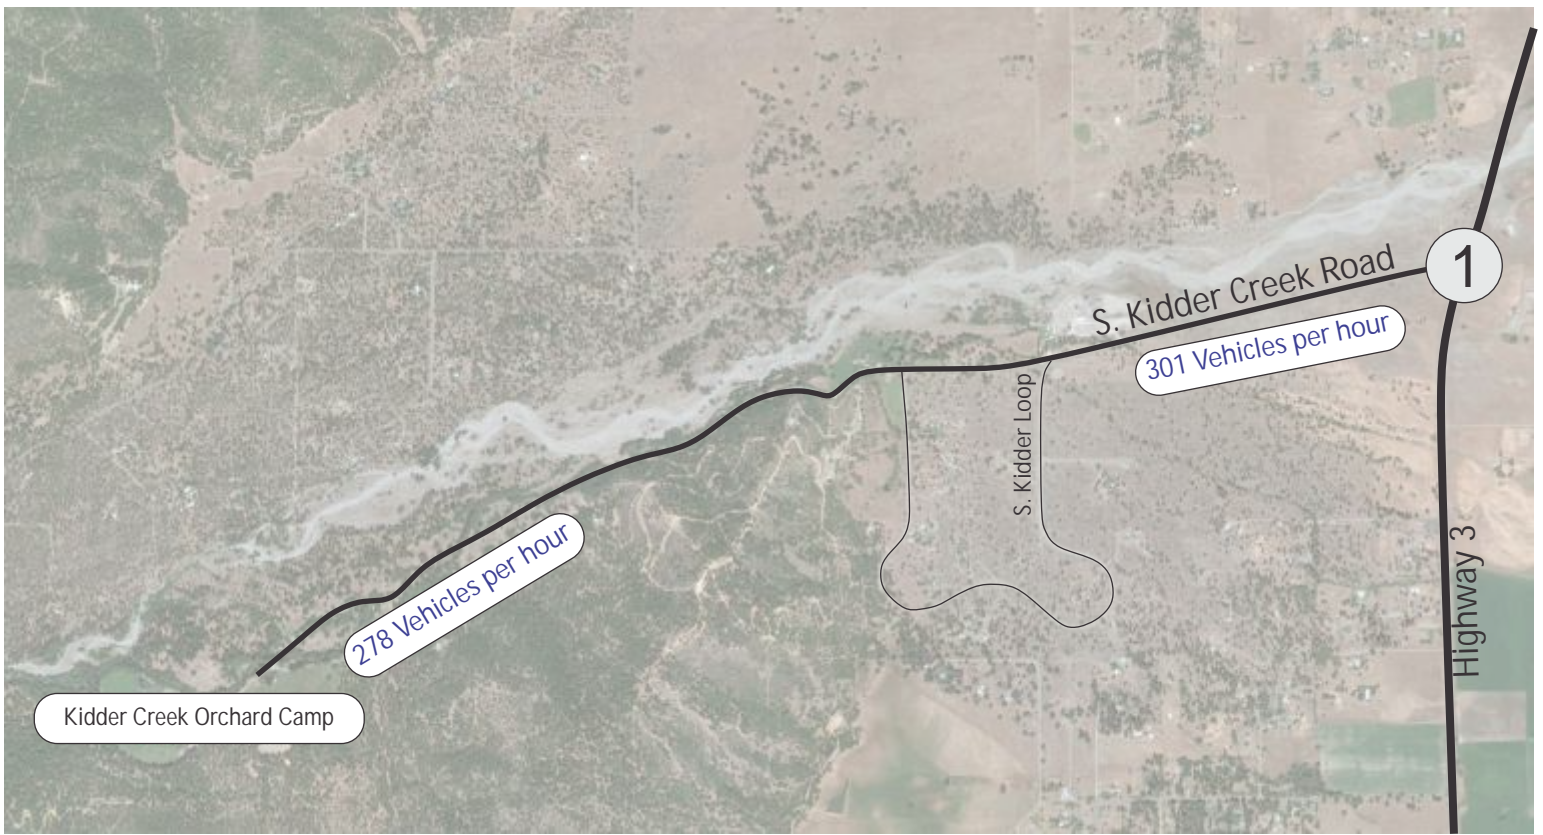 1
S. Kidder Creek Road
301 Vehicles per hour
S. Kidder Loop
278 Vehicles per hour
Highway 3
Kidder Creek Orchard Camp